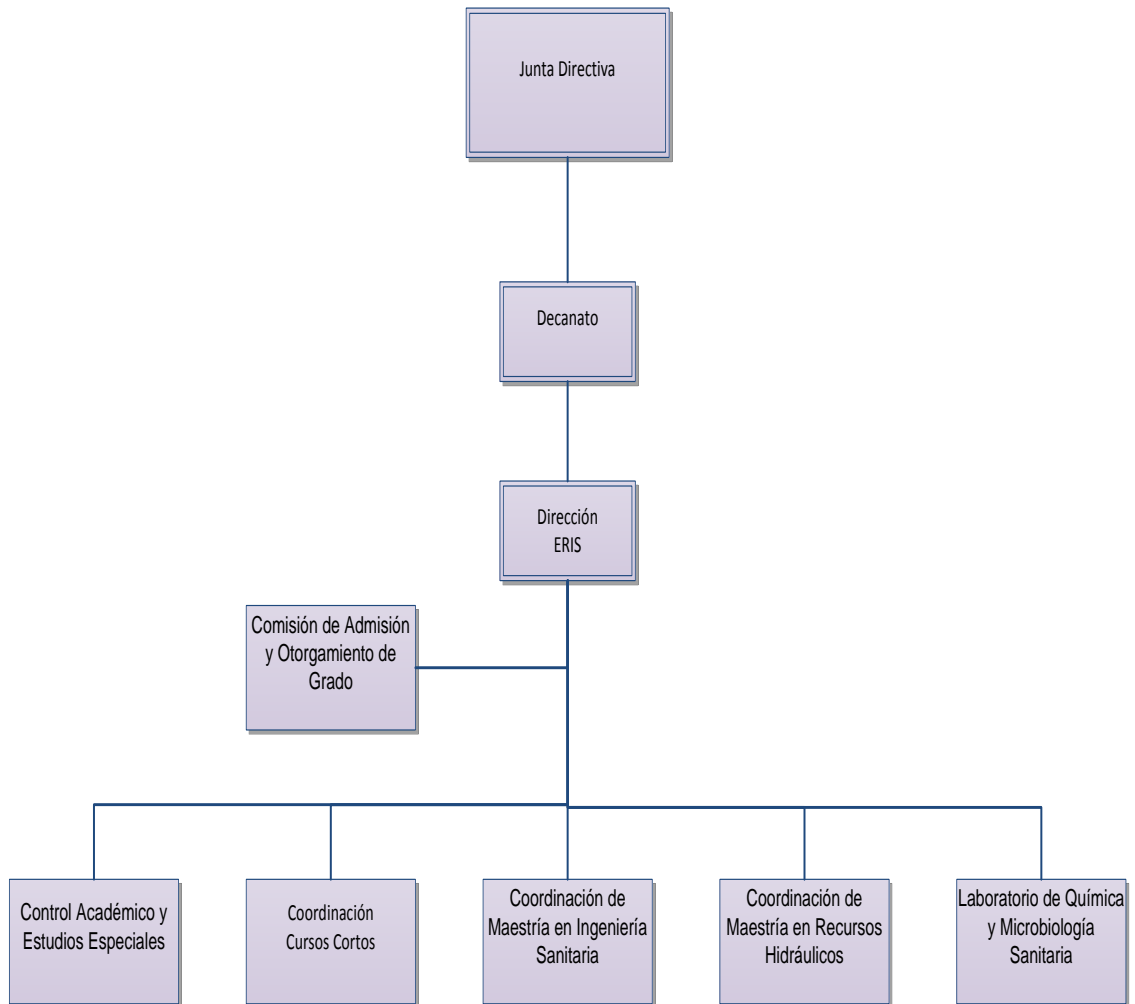 Junta Directiva
Decanato
Dirección
ERIS
Comisión de Admisión
y Otorgamiento de
Grado
Control Académico y
Estudios Especiales
Coordinación
Cursos Cortos
Coordinación de
Maestría en Ingeniería
Sanitaria
Coordinación de
Maestría en Recursos
Hidráulicos
Laboratorio de Química
y Microbiología
Sanitaria